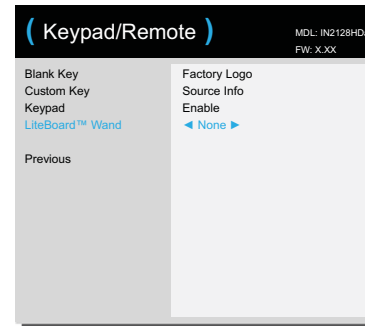 ( Keypad/Remote )
MDL: IN2128HD
FW: X.XX
Blank Key Factory Logo
Custom Key Source Info
Keypad Enable
LiteBoard™ Wand ◄ None ►
Previous